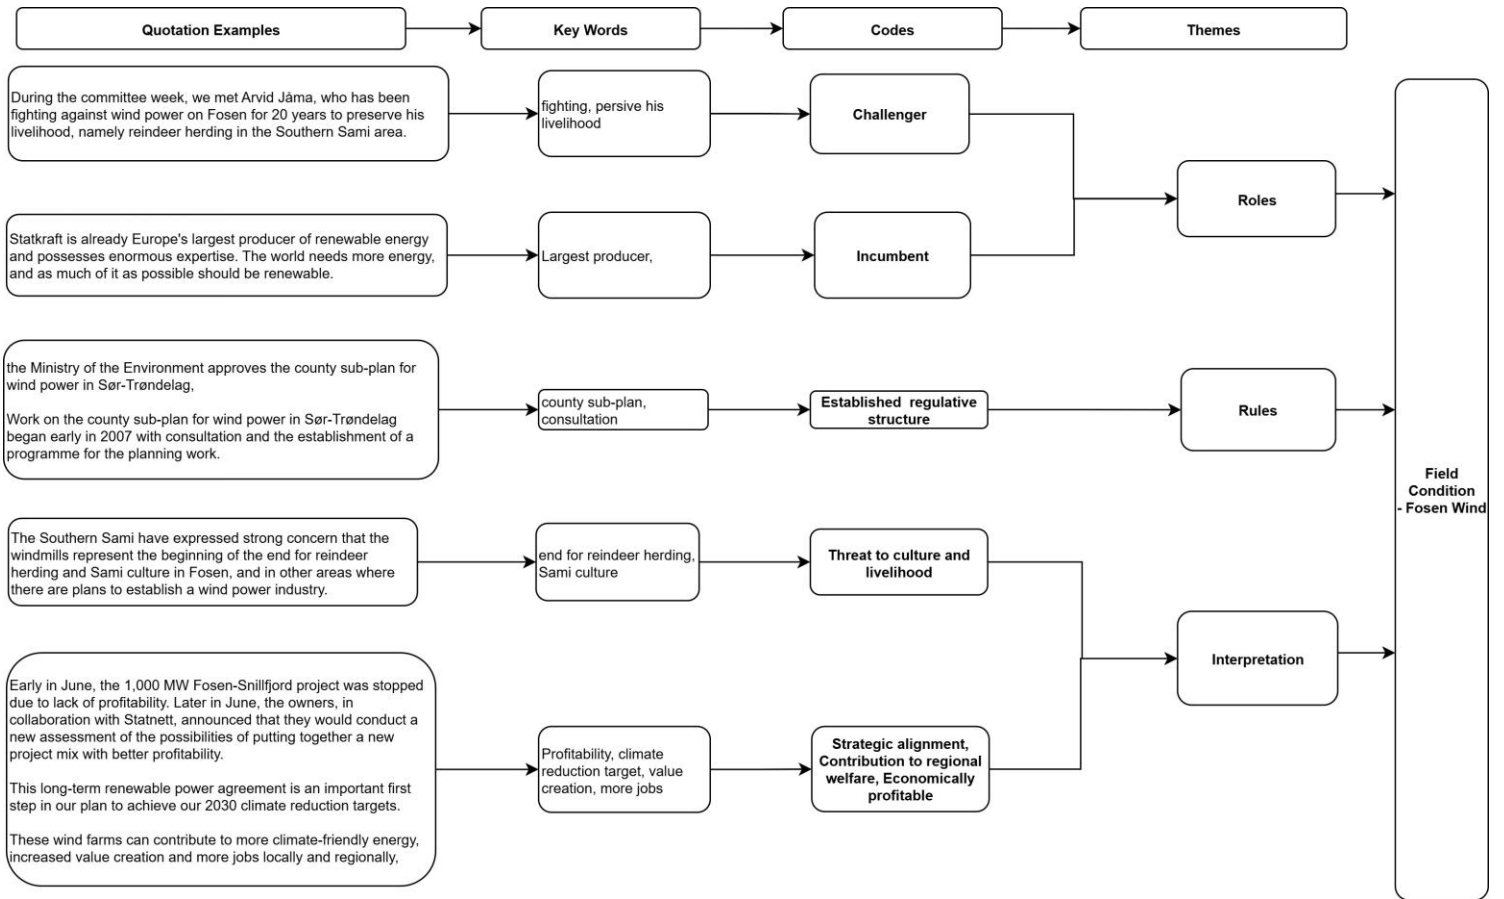 Quotation Examples
Key Words
Codes
Themes
During the committee week, we met Arvid Jåma, who has been
fighting against wind power on Fosen for 20 years to preserve his
livelihood, namely reindeer herding in the Southern Sami area.
fighting, persive his
livelihood
Challenger
Statkraft is already Europe's largest producer of renewable energy
and possesses enormous expertise. The world needs more energy,
and as much of it as possible should be renewable.
Largest producer,
Incumbent
Roles
the Ministry of the Environment approves the county sub-plan for
wind power in Sør-Trøndelag,
Work on the county sub-plan for wind power in Sør-Trøndelag
began early in 2007 with consultation and the establishment of a
programme for the planning work.
county sub-plan,
consultation
Established regulative
structure
Rules
The Southern Sami have expressed strong concern that the
windmills represent the beginning of the end for reindeer
herding and Sami culture in Fosen, and in other areas where
there are plans to establish a wind power industry.
end for reindeer herding,
Sami culture
Threat to culture and
livelihood
Early in June, the 1,000 MW Fosen-Snillfjord project was stopped
due to lack of profitability. Later in June, the owners, in
collaboration with Statnett, announced that they would conduct a
new assessment of the possibilities of putting together a new
project mix with better profitability.
This long-term renewable power agreement is an important first
step in our plan to achieve our 2030 climate reduction targets.
These wind farms can contribute to more climate-friendly energy,
increased value creation and more jobs locally and regionally,
Profitability, climate
reduction target, value
creation, more jobs
Strategic alignment,
Contribution to regional
welfare, Economically
profitable
Interpretation
Field
Condition
- Fosen Wind